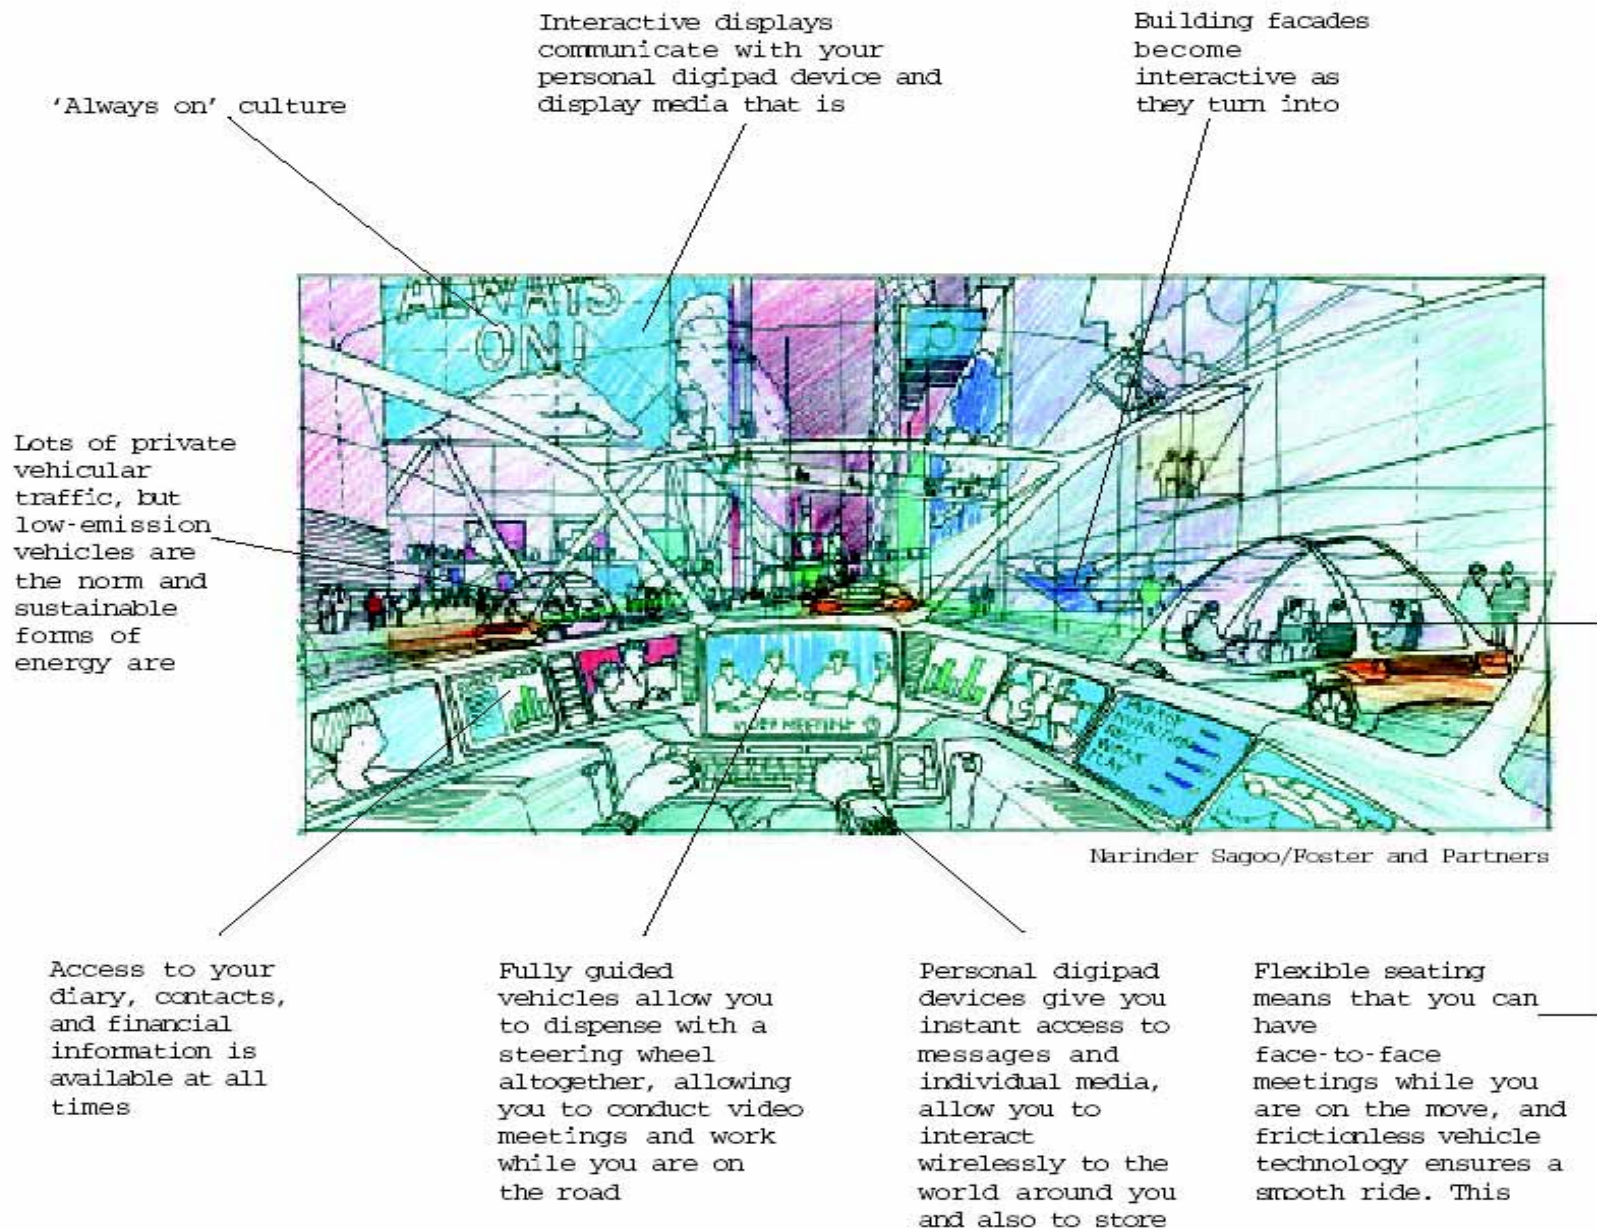 'Always on' culture
Interactive displays
communicate with your
personal digipad device and
display media that is
Building facades
become
interactive as
they turn into
ALWAYS
ON!
Lots of private
vehicular
traffic, but
low-emission
vehicles are
the norm and
sustainable
forms of
energy are
VIDEO MEETING
WORK
PLAY
Narinder Sagoo/Foster and Partners
Access to your
diary, contacts,
and financial
information is
available at all
times
Fully guided
vehicles allow you
to dispense with a
steering wheel
altogether, allowing
you to conduct video
meetings and work
while you are on
the road
Personal digipad
devices give you
instant access to
messages and
individual media,
allow you to
interact
wirelessly to the
world around you
and also to store
Flexible seating
means that you can
have
face-to-face
meetings while you
are on the move, and
frictionless vehicle
technology ensures a
smooth ride. This